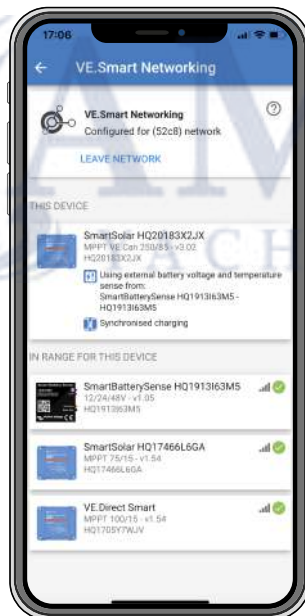 17:06
VE.Smart Networking
VE.Smart Networking
Configured for (52c8) network
LEAVE NETWORK
THIS DEVICE
SmartSolar HQ20183X2JX
MPPT VE.Can 250/85 - v3.02
HQ20183X2JX
Using external battery voltage and temperature
sense from:
SmartBatterySense HQ1913I63M5 -
HQ1913I63M5
Synchronised charging
IN RANGE FOR THIS DEVICE
SmartBatterySense HQ1913I63M5
12/24/48V - v1.05
HQ1913I63M5
SmartSolar HQ17466L6GA
MPPT 75/15 - v1.54
HQ17466L6GA
VE.Direct Smart
MPPT 100/15 - v1.54
HQ1705Y7WJV